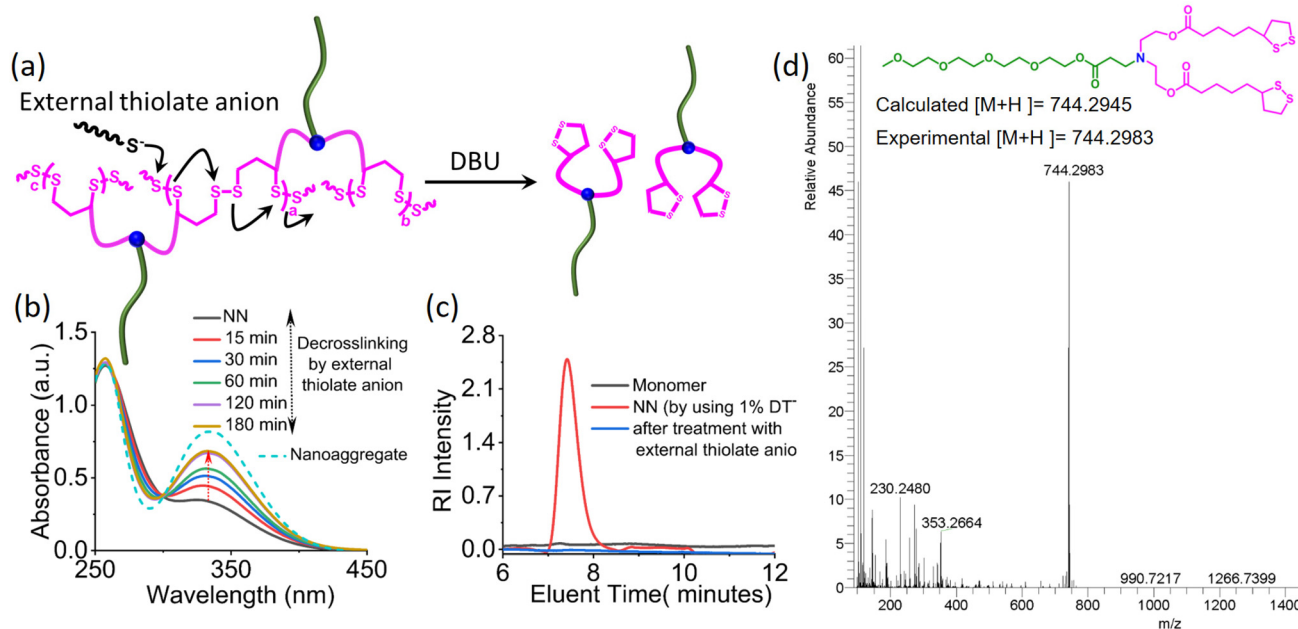 (a)
External thiolate anion
S-
S
S
c
S
S
S
S
S
S
S
S
S
S
a
S
S
S
S
b
DBU
S
S
S
S
S
S
S
S
(b)
Absorbance (a.u.)
1.5
1.0
0.5
0.0
250
350
450
Wavelength (nm)
NN
15 min
30 min
60 min
120 min
180 min
Nanoaggregate
Decrosslinking
by external
thiolate anion
(c)
RI Intensity
2.8
2.1
1.4
0.7
0.0
6
8
10
12
Eluent Time( minutes)
Monomer
NN (by using 1% DT-
after treatment with
external thiolate anio
(d)
O
O
O
O
O
O
N
O
O
S
S
O
O
S
S
Calculated [M+H ]= 744.2945
Experimental [M+H ]= 744.2983
Relative Abundance
60
55
50
45
40
35
30
25
20
15
10
5
0
744.2983
230.2480
353.2664
990.7217
1266.7399
200
400
600
800
1000
1200
1400
m/z